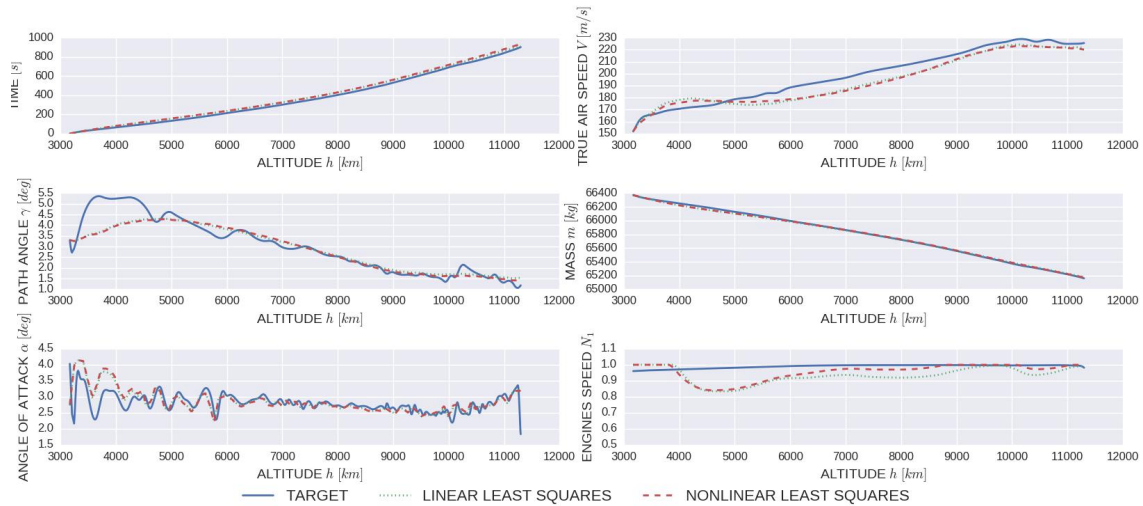 TIME [s]
1000
800
600
400
200
0
3000 4000 5000 6000 7000 8000 9000 10000 11000 12000
ALTITUDE h [km]
TRUE AIR SPEED V [m/s]
230
220
210
200
190
180
170
160
150
3000 4000 5000 6000 7000 8000 9000 10000 11000 12000
ALTITUDE h [km]
PATH ANGLE γ [deg]
5.5
5.0
4.5
4.0
3.5
3.0
2.5
2.0
1.5
1.0
3000 4000 5000 6000 7000 8000 9000 10000 11000 12000
ALTITUDE h [km]
MASS m [kg]
66400
66200
66000
65800
65600
65400
65200
65000
3000 4000 5000 6000 7000 8000 9000 10000 11000 12000
ALTITUDE h [km]
ANGLE OF ATTACK α [deg]
4.5
4.0
3.5
3.0
2.5
2.0
1.5
3000 4000 5000 6000 7000 8000 9000 10000 11000 12000
ALTITUDE h [km]
ENGINES SPEED N₁
1.1
1.0
0.9
0.8
0.7
0.6
0.5
3000 4000 5000 6000 7000 8000 9000 10000 11000 12000
ALTITUDE h [km]
TARGET LINEAR LEAST SQUARES NONLINEAR LEAST SQUARES